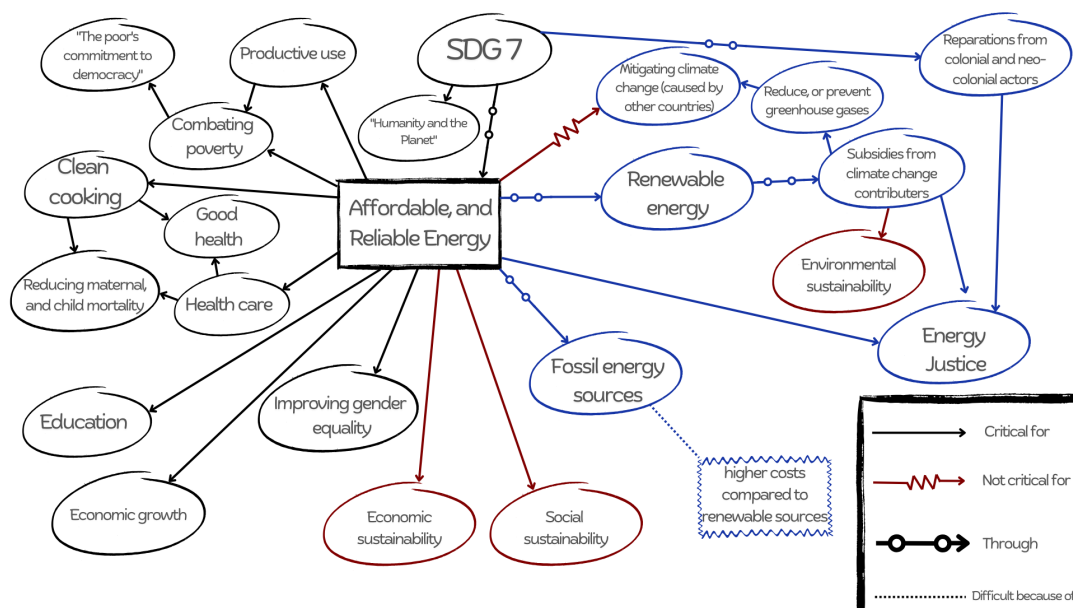 "The poor's
commitment to
democracy"
Productive use
SDG 7
Reparations from
colonial and neo-
colonial actors
Mitigating climate
change (caused by
other countries)
Reduce, or prevent
greenhouse gases
"Humanity and the
Planet"
Combating
poverty
Clean
cooking
Good
health
Affordable, and
Reliable Energy
Renewable
energy
Subsidies from
climate change
contributers
Reducing maternal,
and child mortality
Health care
Environmental
sustainability
Energy
Justice
Fossil energy
sources
Education
Improving gender
equality
Economic growth
Economic
sustainability
Social
sustainability
higher costs
compared to
renewable sources
Critical for
Not critical for
Through
Difficult because of